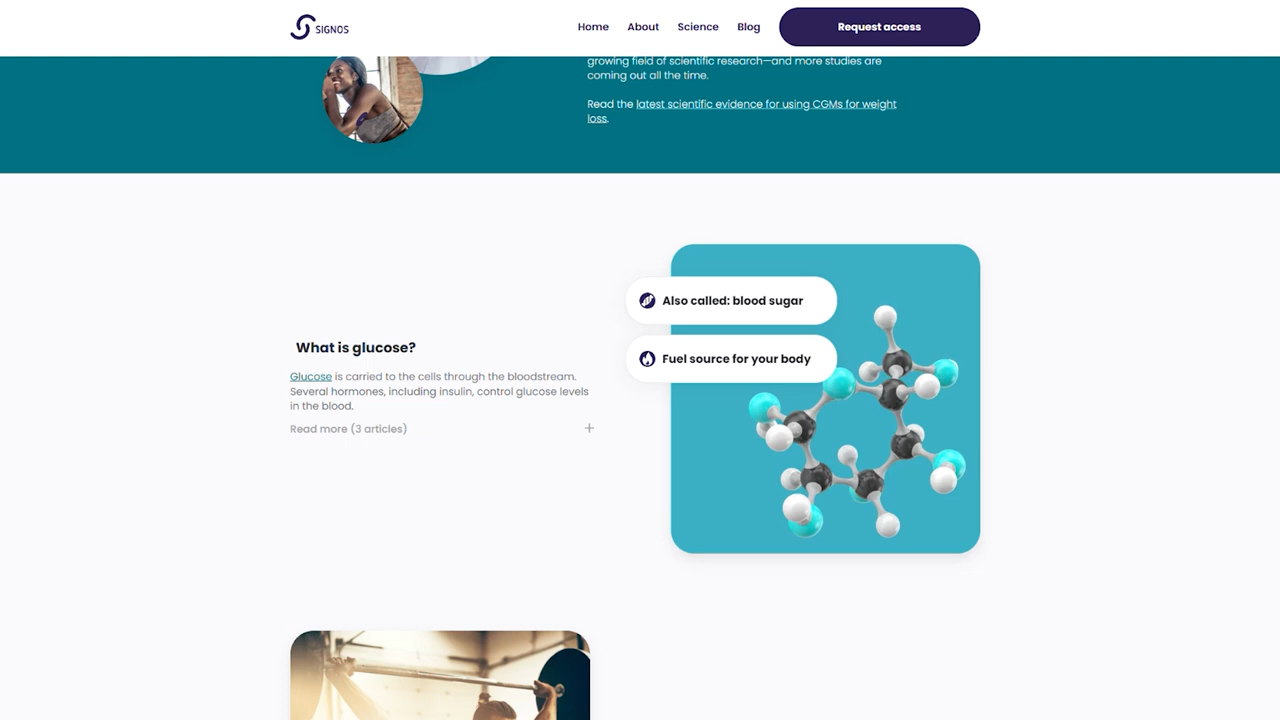 SIGNOS
Home
About
Science
Blog
Request access
growing field of scientific research—and more studies are
coming out all the time.
Read the latest scientific evidence for using CGMs for weight
loss.
Also called: blood sugar
Fuel source for your body
What is glucose?
Glucose is carried to the cells through the bloodstream.
Several hormones, including insulin, control glucose levels
in the blood.
Read more (3 articles)
+